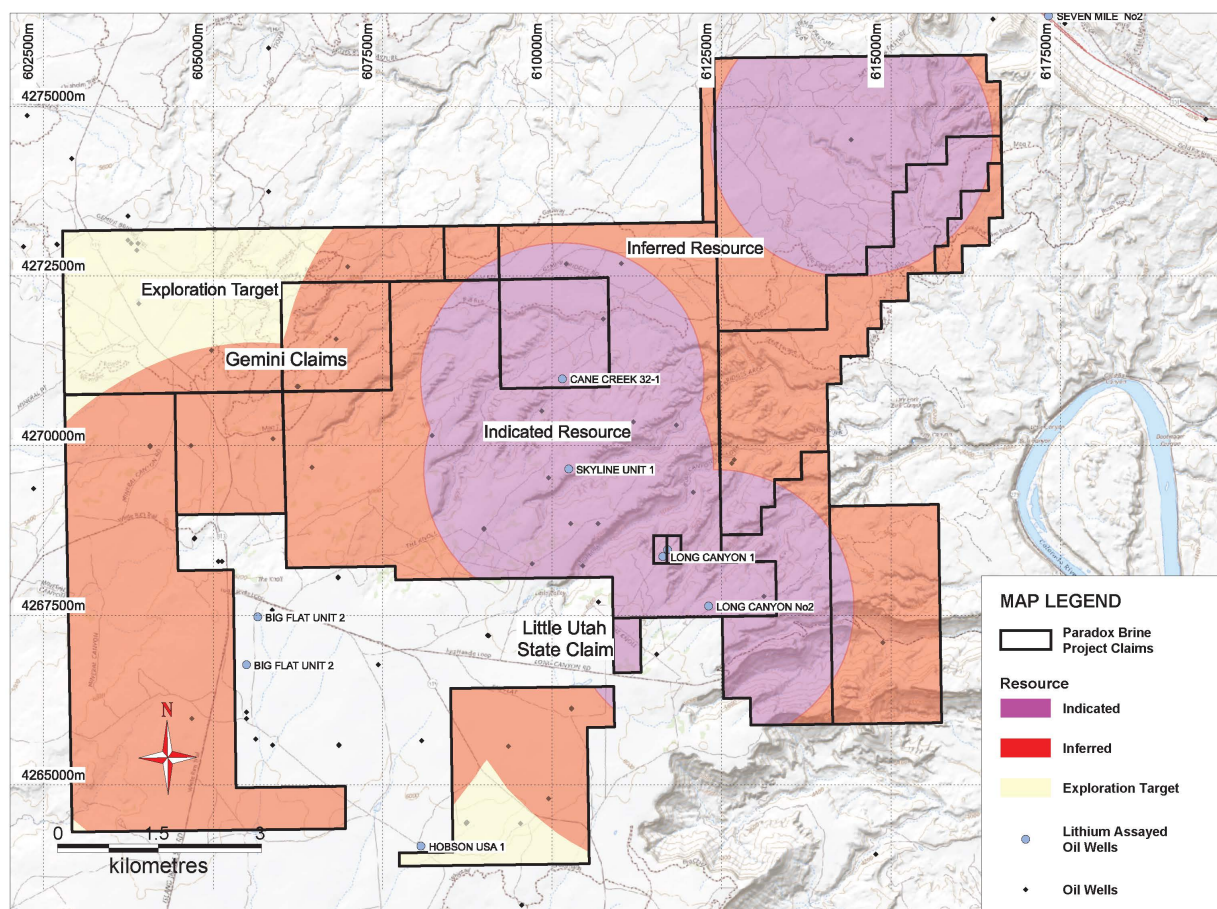 SEVEN MILE No2
602500m
605000m
607500m
610000m
612500m
615000m
617500m
4275000m
Inferred Resource
4272500m
Exploration Target
Gemini Claims
CANE CREEK 32-1
Indicated Resource
4270000m
SKYLINE UNIT 1
LONG CANYON 1
4267500m
LONG CANYON No2
BIG FLAT UNIT 2
Little Utah
State Claim
LONG CANYON RD
BIG FLAT UNIT 2
N
4265000m
0
1.5
3
kilometres
HOBSON USA 1
MAP LEGEND
Paradox Brine
Project Claims
Resource
Indicated
Inferred
Exploration Target
Lithium Assayed
Oil Wells
Oil Wells